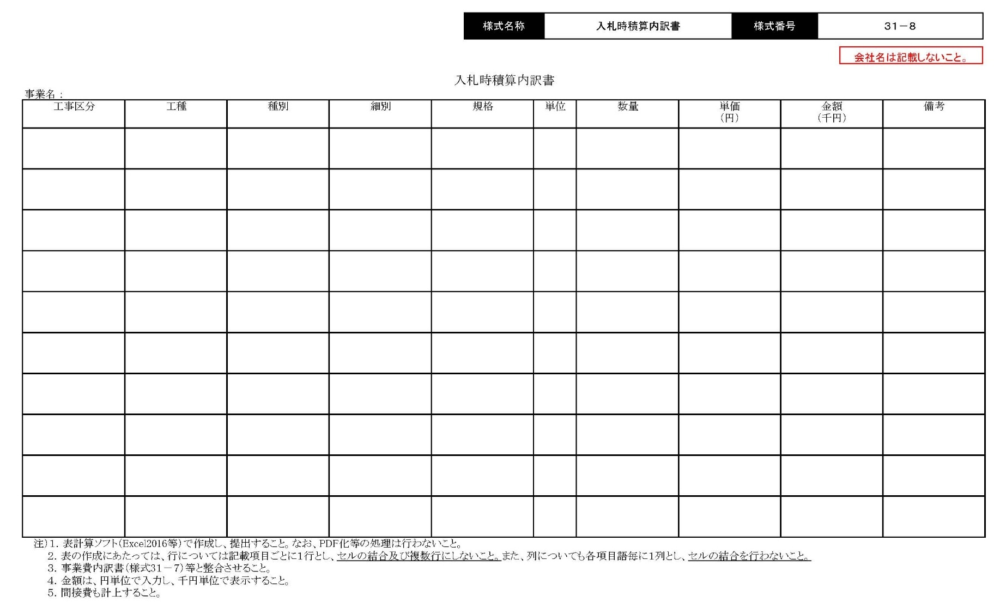 様式名称 入札時積算内訳書 様式番号 31－8
会社名は記載しないこと。
入札時積算内訳書
事業名：
工事区分 工種 種別 細別 規格 単位 数量 単価 金額 備考
（円） （千円）
注）1．表計算ソフト（Excel2016等）で作成し、提出すること。なお、PDF化等の処理は行わないこと。
2．表の作成にあたっては、行については記載項目ごとに1行とし、セルの結合及び複数行にしないこと。また、列についても各項目語毎に1列とし、セルの結合を行わないこと。
3．事業費内訳書（様式31－7）等と整合させること。
4．金額は、円単位で入力し、千円単位で表示すること。
5．間接費も計上すること。